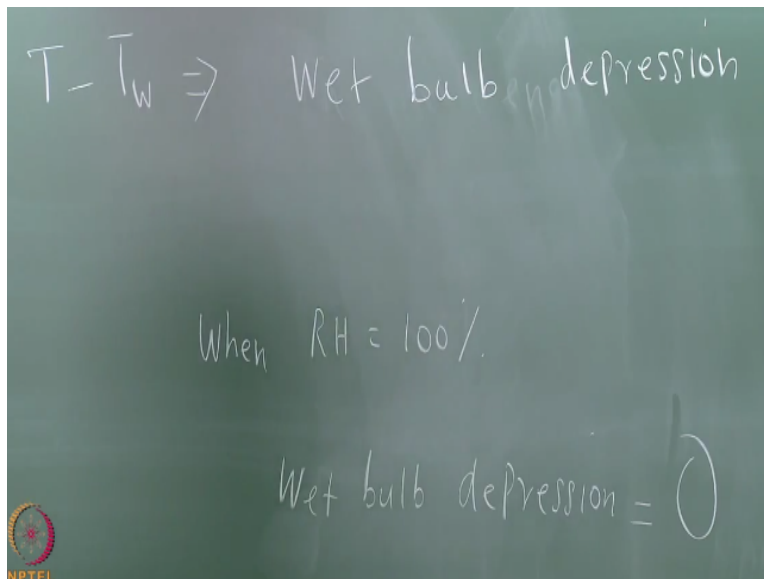 T - T_w ⇒ Wet bulb depression
When RH = 100%.
Wet bulb depression = 0
NPTEL